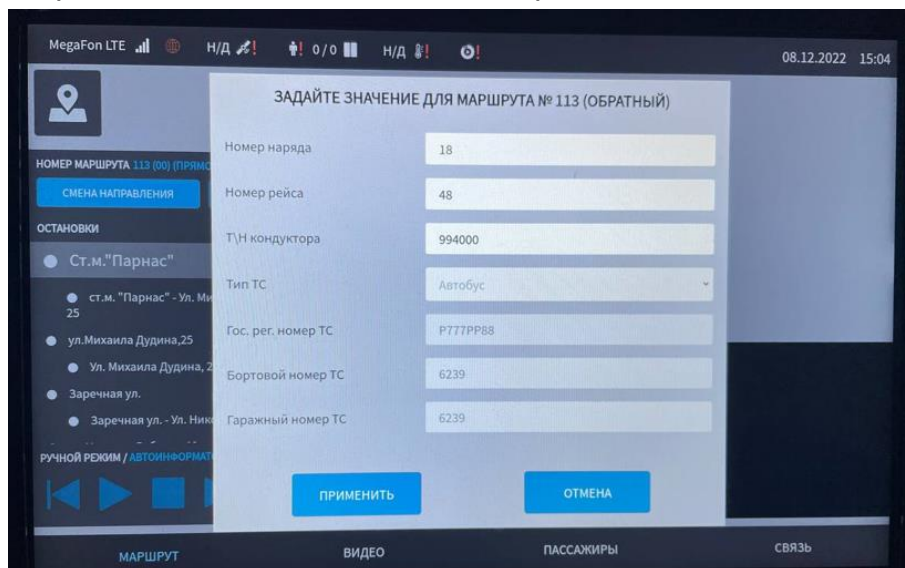 MegaFon LTE Н/Д ! ! 0/0 Н/Д ! !
08.12.2022 15:04
ЗАДАЙТЕ ЗНАЧЕНИЕ ДЛЯ МАРШРУТА № 113 (ОБРАТНЫЙ)
Номер наряда 18
Номер рейса 48
Т\Н кондуктора 994000
Тип ТС Автобус
Гос. рег. номер ТС Р777РР88
Бортовой номер ТС 6239
Гаражный номер ТС 6239
ПРИМЕНИТЬ ОТМЕНА
НОМЕР МАРШРУТА 113 (00) (ПРЯМО
СМЕНА НАПРАВЛЕНИЯ
ОСТАНОВКИ
Ст.м."Парнас"
ст.м. "Парнас" - Ул. Ми
25
ул.Михаила Дудина,25
Ул. Михаила Дудина, 2
Заречная ул.
Заречная ул. - Ул. Нико
РУЧНОЙ РЕЖИМ / АВТОИНФОРМАТ
МАРШРУТ ВИДЕО ПАССАЖИРЫ СВЯЗЬ